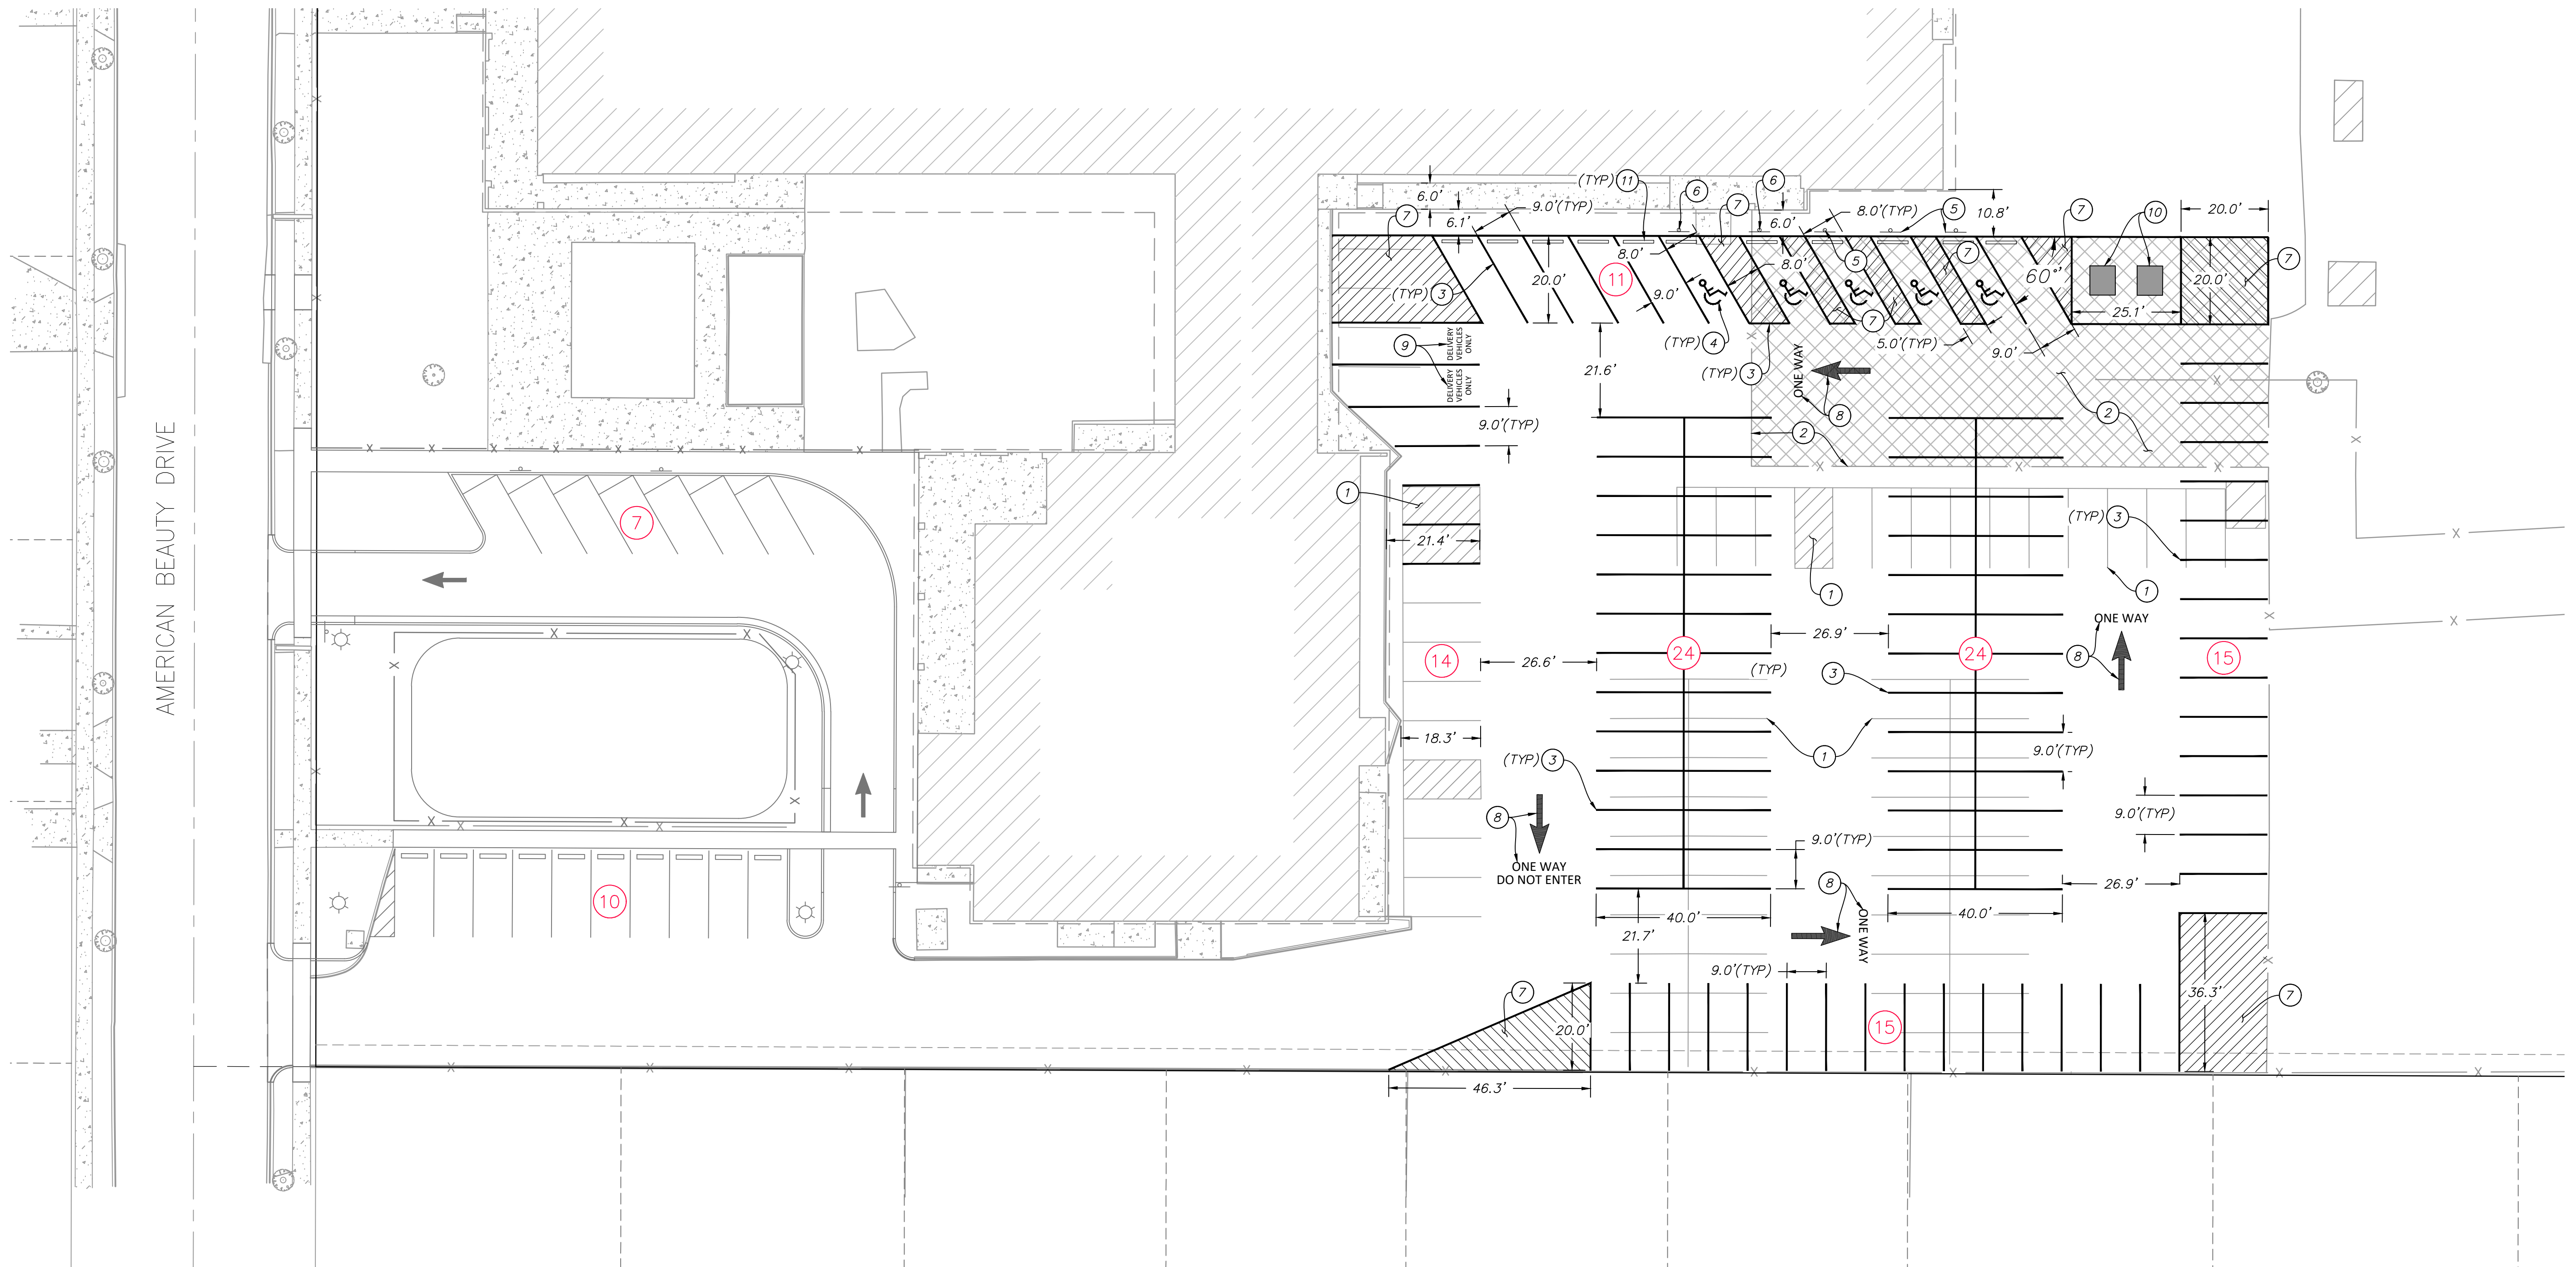 AMERICAN BEAUTY DRIVE
6.0'
(TYP) 11
6
6
7
9.0'(TYP)
7
6.1'
6.0'
8.0'(TYP)
5
10.8'
7
10
20.0'
8.0'
8.0'
5
7
7
(TYP) 3
20.0'
11
9.0'
60°'
20.0'
25.1'
7
9
DELIVERY
VEHICLES
ONLY
DELIVERY
VEHICLES
ONLY
(TYP) 4
(TYP) 3
5.0'(TYP)
9.0'
21.6'
ONE WAY
8
2
2
9.0'(TYP)
1
21.4'
7
(TYP) 3
1
1
ONE WAY
8
26.9'
14
26.6'
24
(TYP)
24
15
3
18.3'
1
9.0'(TYP)
(TYP) 3
9.0'(TYP)
8
ONE WAY
DO NOT ENTER
9.0'(TYP)
10
8
ONE WAY
26.9'
40.0'
40.0'
21.7'
9.0'(TYP)
7
20.0'
15
36.3'
7
46.3'